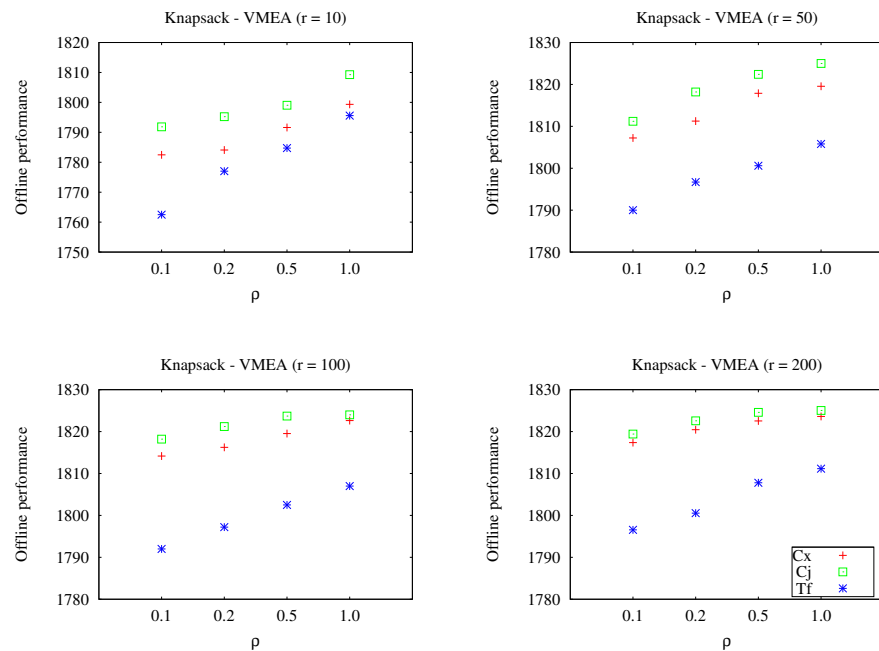 Knapsack - VMEA (r = 10)
Offline performance
1820
1810
1800
1790
1780
1770
1760
1750
0.1 0.2 0.5 1.0
ρ
Knapsack - VMEA (r = 50)
Offline performance
1830
1820
1810
1800
1790
1780
0.1 0.2 0.5 1.0
ρ
Knapsack - VMEA (r = 100)
Offline performance
1830
1820
1810
1800
1790
1780
0.1 0.2 0.5 1.0
ρ
Knapsack - VMEA (r = 200)
Offline performance
1830
1820
1810
1800
1790
1780
Cx
Cj
Tf
0.1 0.2 0.5 1.0
ρ